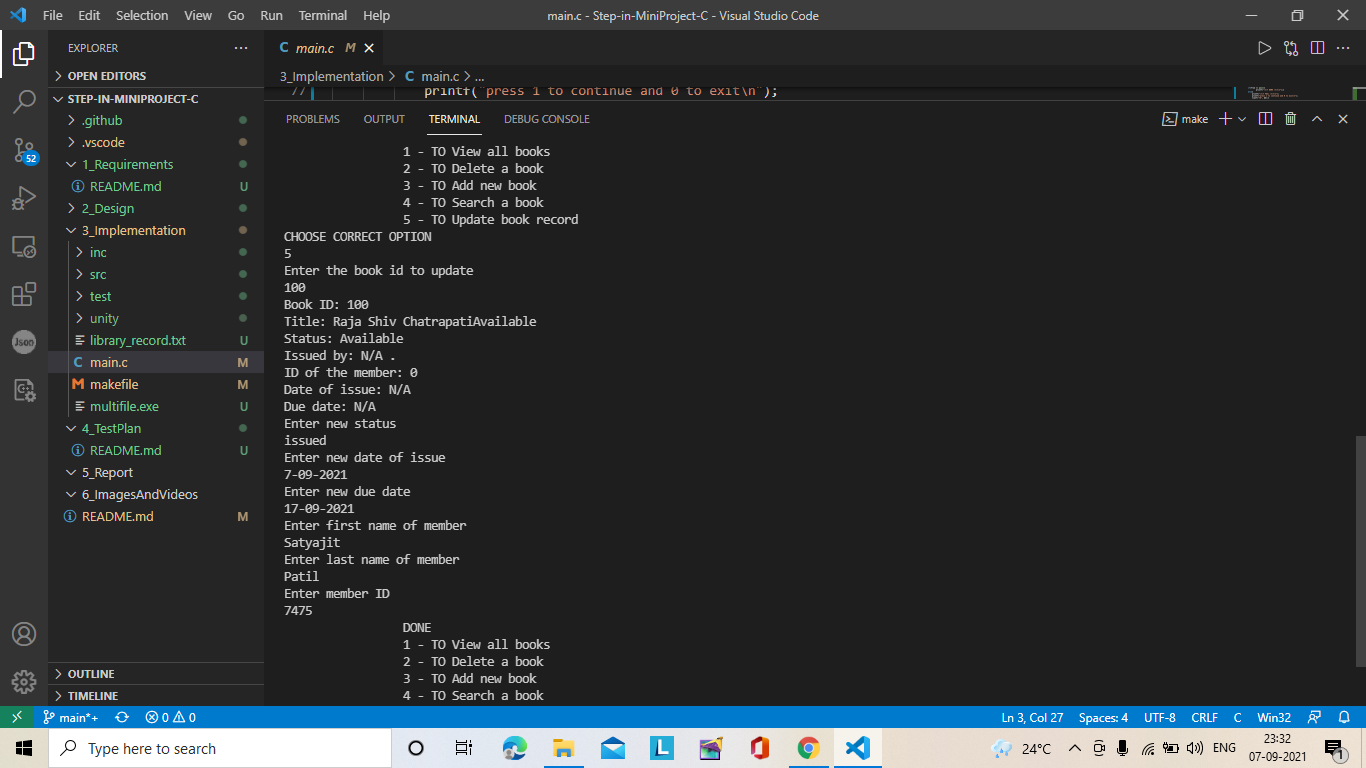 File Edit Selection View Go Run Terminal Help main.c - Step-in-MiniProject-C - Visual Studio Code
EXPLORER
OPEN EDITORS
STEP-IN-MINIPROJECT-C
.github
.vscode
1_Requirements
README.md U
2_Design
3_Implementation
inc
src
test
unity
library_record.txt U
C main.c M
M makefile M
multifile.exe U
4_TestPlan
README.md U
5_Report
6_ImagesAndVideos
README.md M
OUTLINE
TIMELINE
52
Json
C main.c M
3_Implementation > C main.c > ...
77 printf("press 1 to continue and 0 to exit\n");
PROBLEMS OUTPUT TERMINAL DEBUG CONSOLE make
1 - TO View all books
2 - TO Delete a book
3 - TO Add new book
4 - TO Search a book
5 - TO Update book record
CHOOSE CORRECT OPTION
5
Enter the book id to update
100
Book ID: 100
Title: Raja Shiv ChatrapatiAvailable
Status: Available
Issued by: N/A .
ID of the member: 0
Date of issue: N/A
Due date: N/A
Enter new status
issued
Enter new date of issue
7-09-2021
Enter new due date
17-09-2021
Enter first name of member
Satyajit
Enter last name of member
Patil
Enter member ID
7475
DONE
1 - TO View all books
2 - TO Delete a book
3 - TO Add new book
4 - TO Search a book
main*+ 0 0 Ln 3, Col 27 Spaces: 4 UTF-8 CRLF C Win32
Type here to search L 24°C ENG 23:32
07-09-2021 1